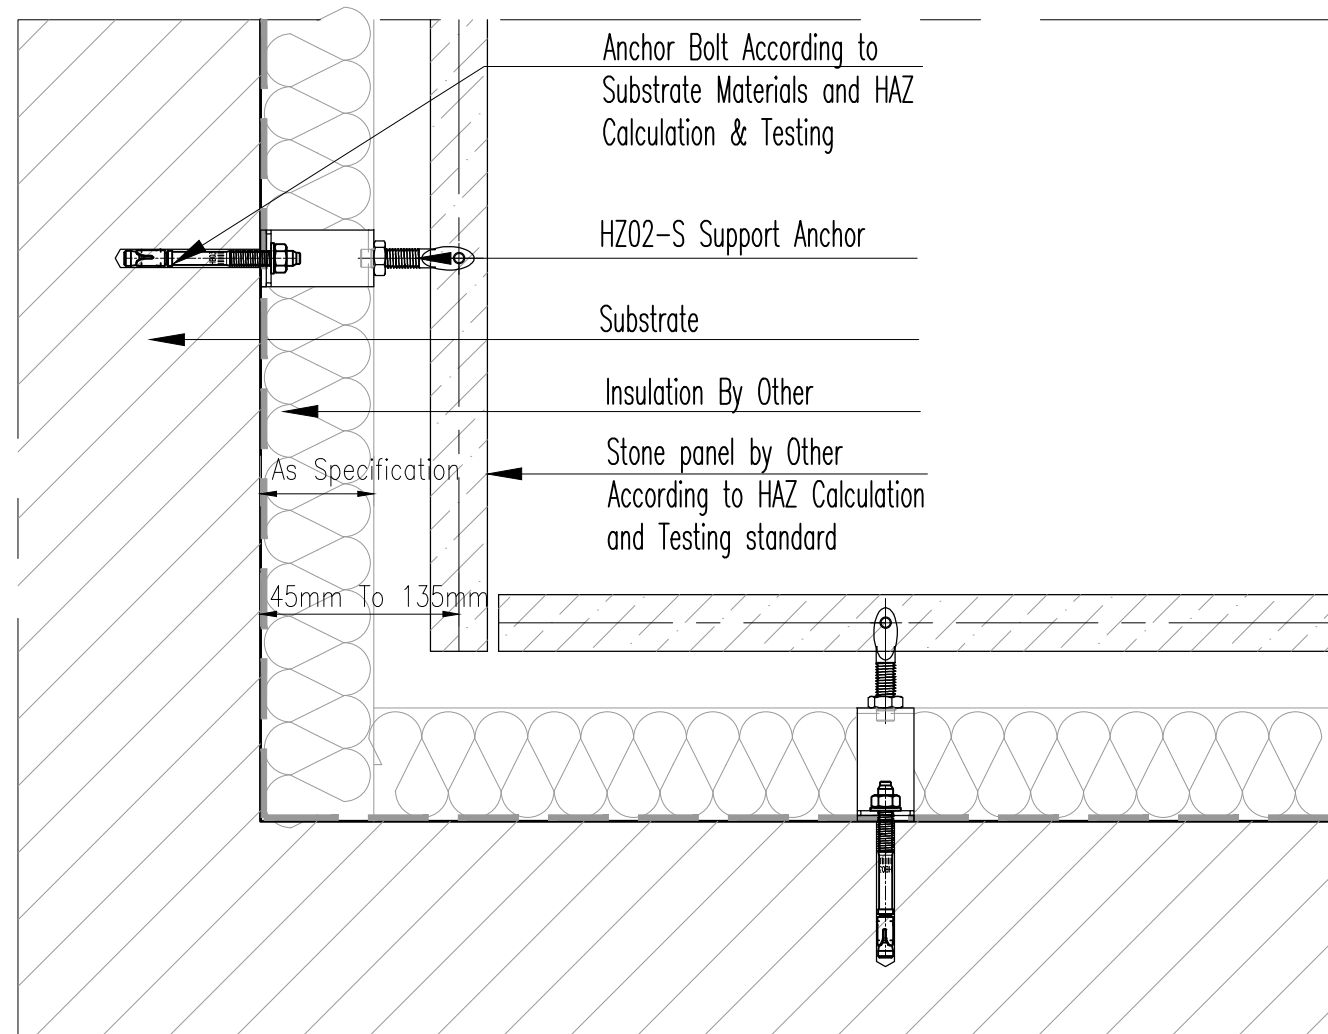 Anchor Bolt According to
Substrate Materials and HAZ
Calculation & Testing
HZ02-S Support Anchor
Substrate
Insulation By Other
Stone panel by Other
According to HAZ Calculation
and Testing standard
As Specification
45mm To 135mm